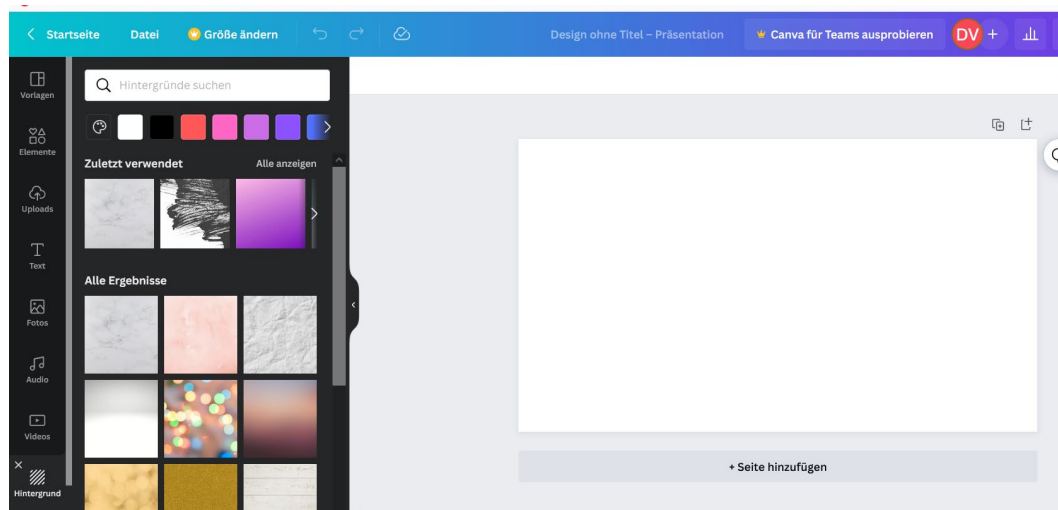 Startseite
Datei
Größe ändern
Design ohne Titel – Präsentation
Canva für Teams ausprobieren
DV
+
Vorlagen
Elemente
Uploads
Text
Fotos
Audio
Videos
Hintergrund
Hintergründe suchen
Zuletzt verwendet
Alle anzeigen
Alle Ergebnisse
+ Seite hinzufügen